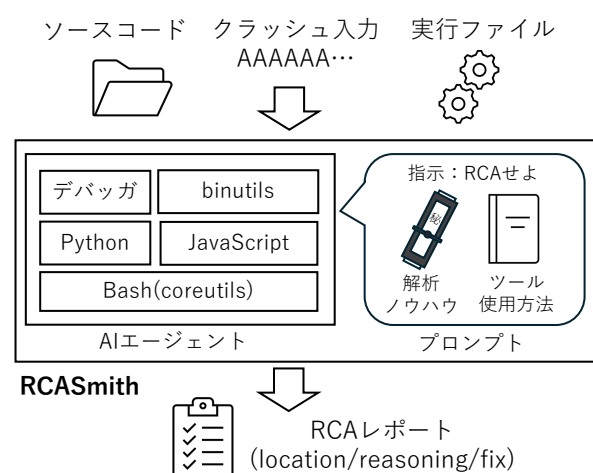 ソースコード
クラッシュ入力
AAAAAA…
実行ファイル
デバッガ
binutils
Python
JavaScript
Bash(coreutils)
AIエージェント
指示：RCAせよ
秘
解析
ノウハウ
ツール
使用方法
プロンプト
RCASmith
RCAレポート
(location/reasoning/fix)